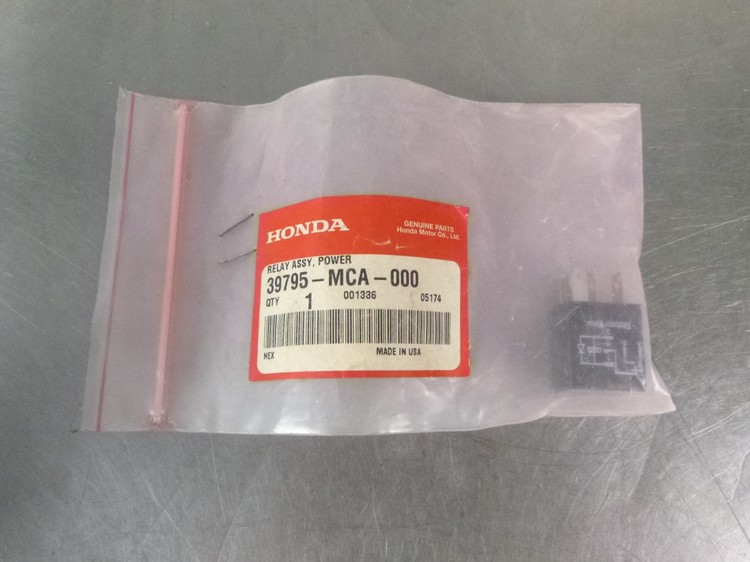 HONDA
GENUINE PARTS
Honda Motor Co., Ltd.
RELAY ASSY, POWER
39795-MCA-000
QTY 1 001336 05174
MEX MADE IN USA